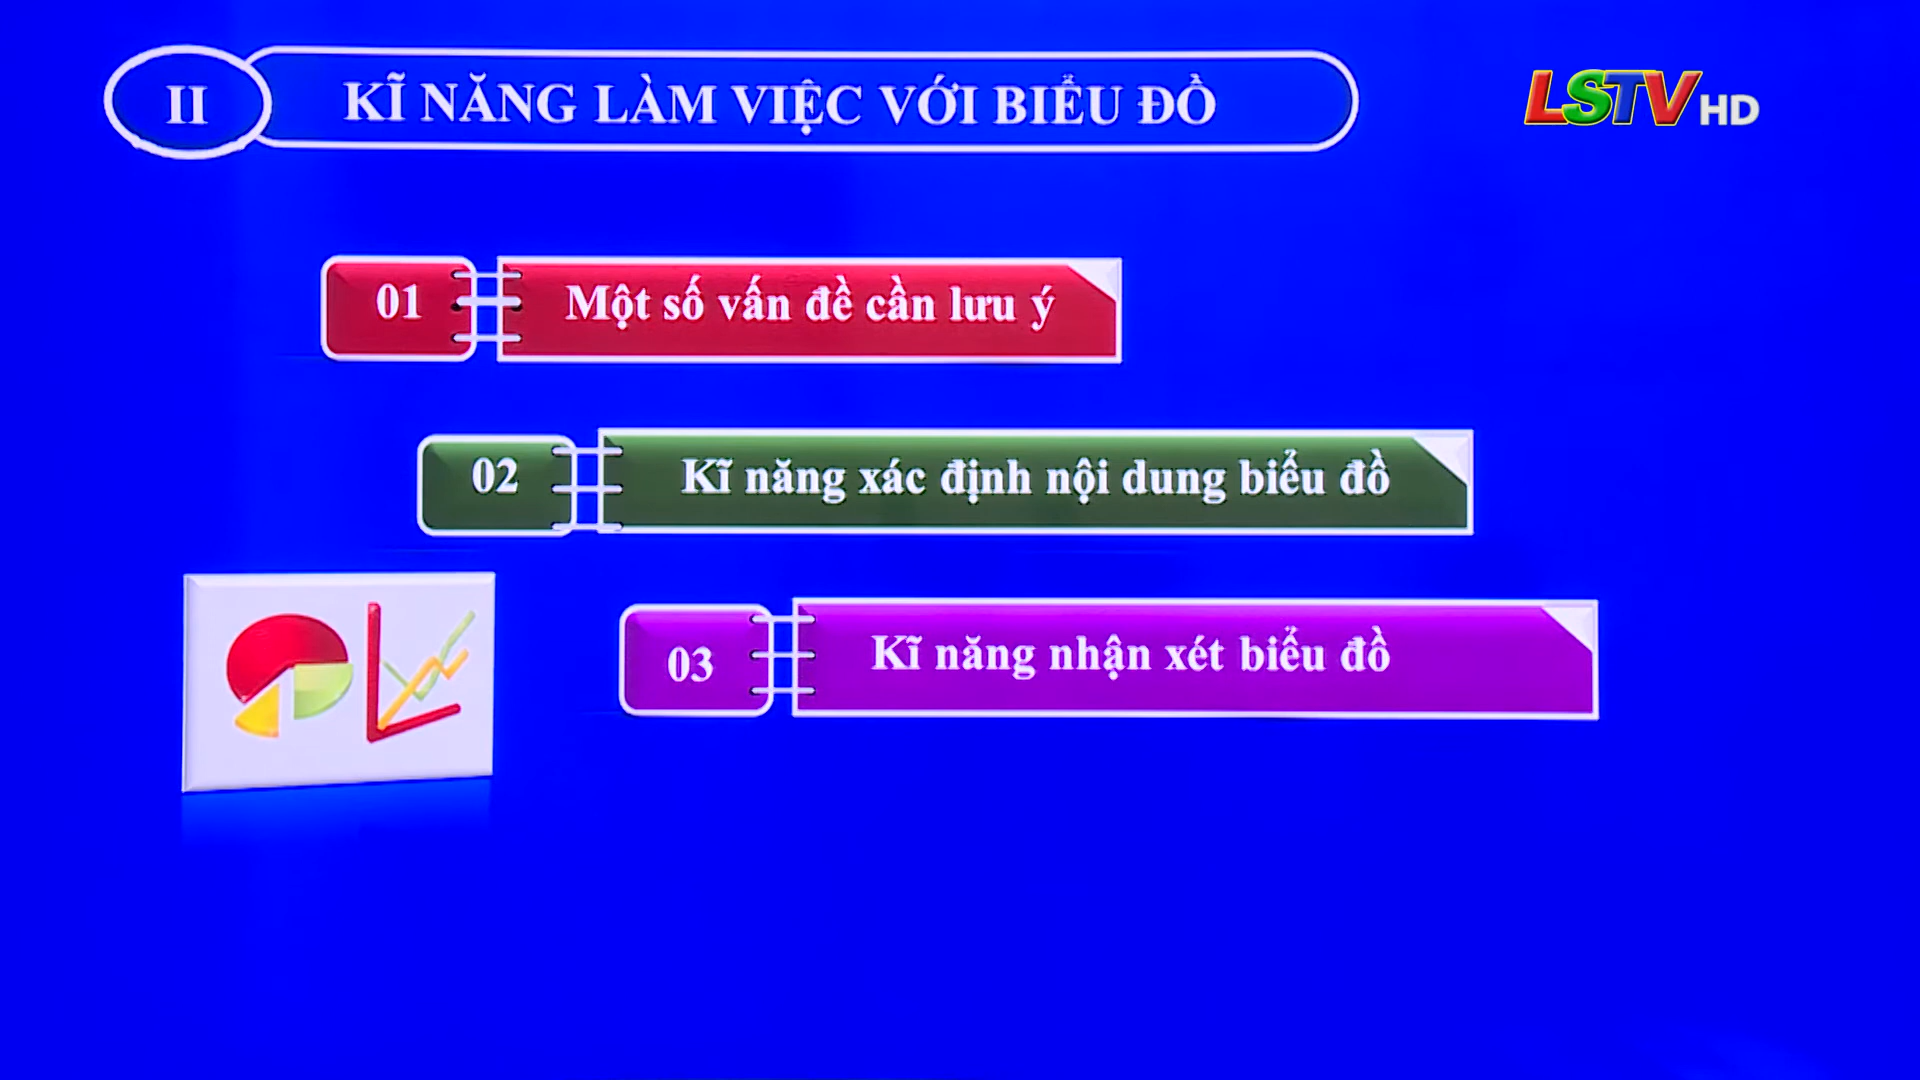 II KĨ NĂNG LÀM VIỆC VỚI BIỂU ĐỒ
LSTV HD
01 Một số vấn đề cần lưu ý
02 Kĩ năng xác định nội dung biểu đồ
03 Kĩ năng nhận xét biểu đồ